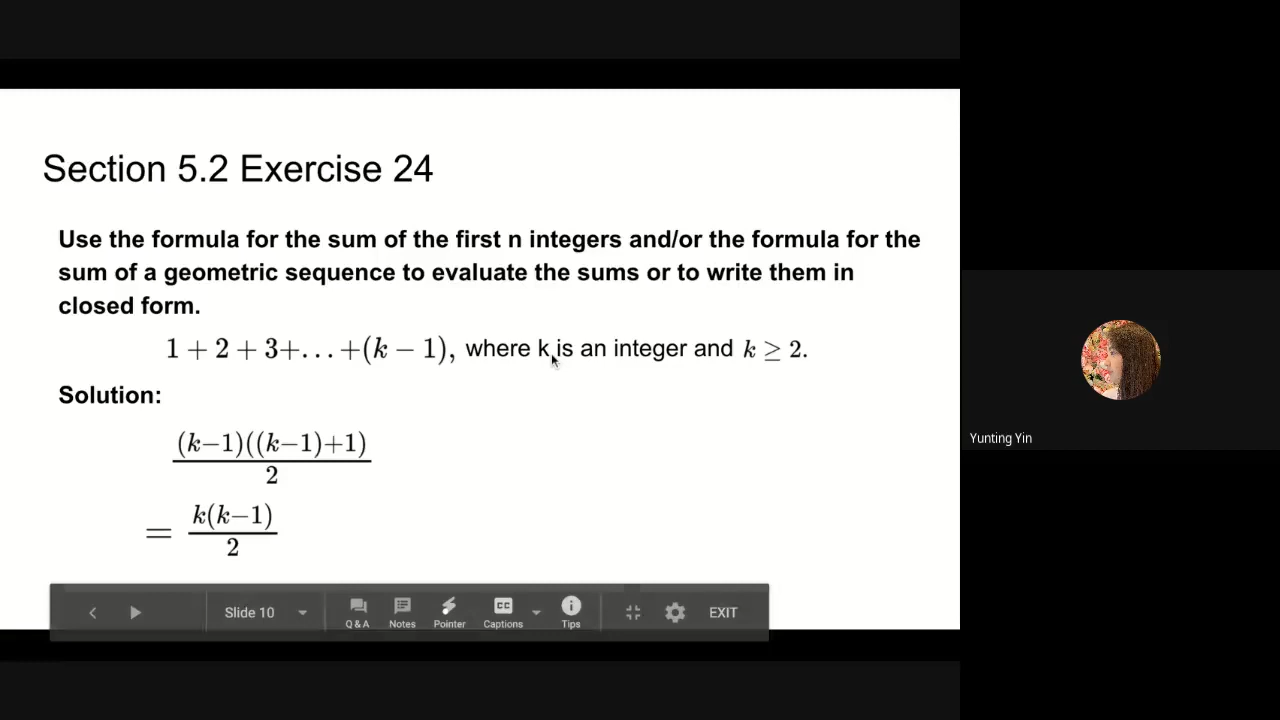 Section 5.2 Exercise 24
Use the formula for the sum of the first n integers and/or the formula for the
sum of a geometric sequence to evaluate the sums or to write them in
closed form.
1 + 2 + 3+. . . +(k − 1), where k is an integer and k ≥ 2.
Solution:
(k−1)((k−1)+1)
2
= k(k−1)
2
Yunting Yin
Slide 10
CC
Q & A
Notes
Pointer
Captions
Tips
EXIT